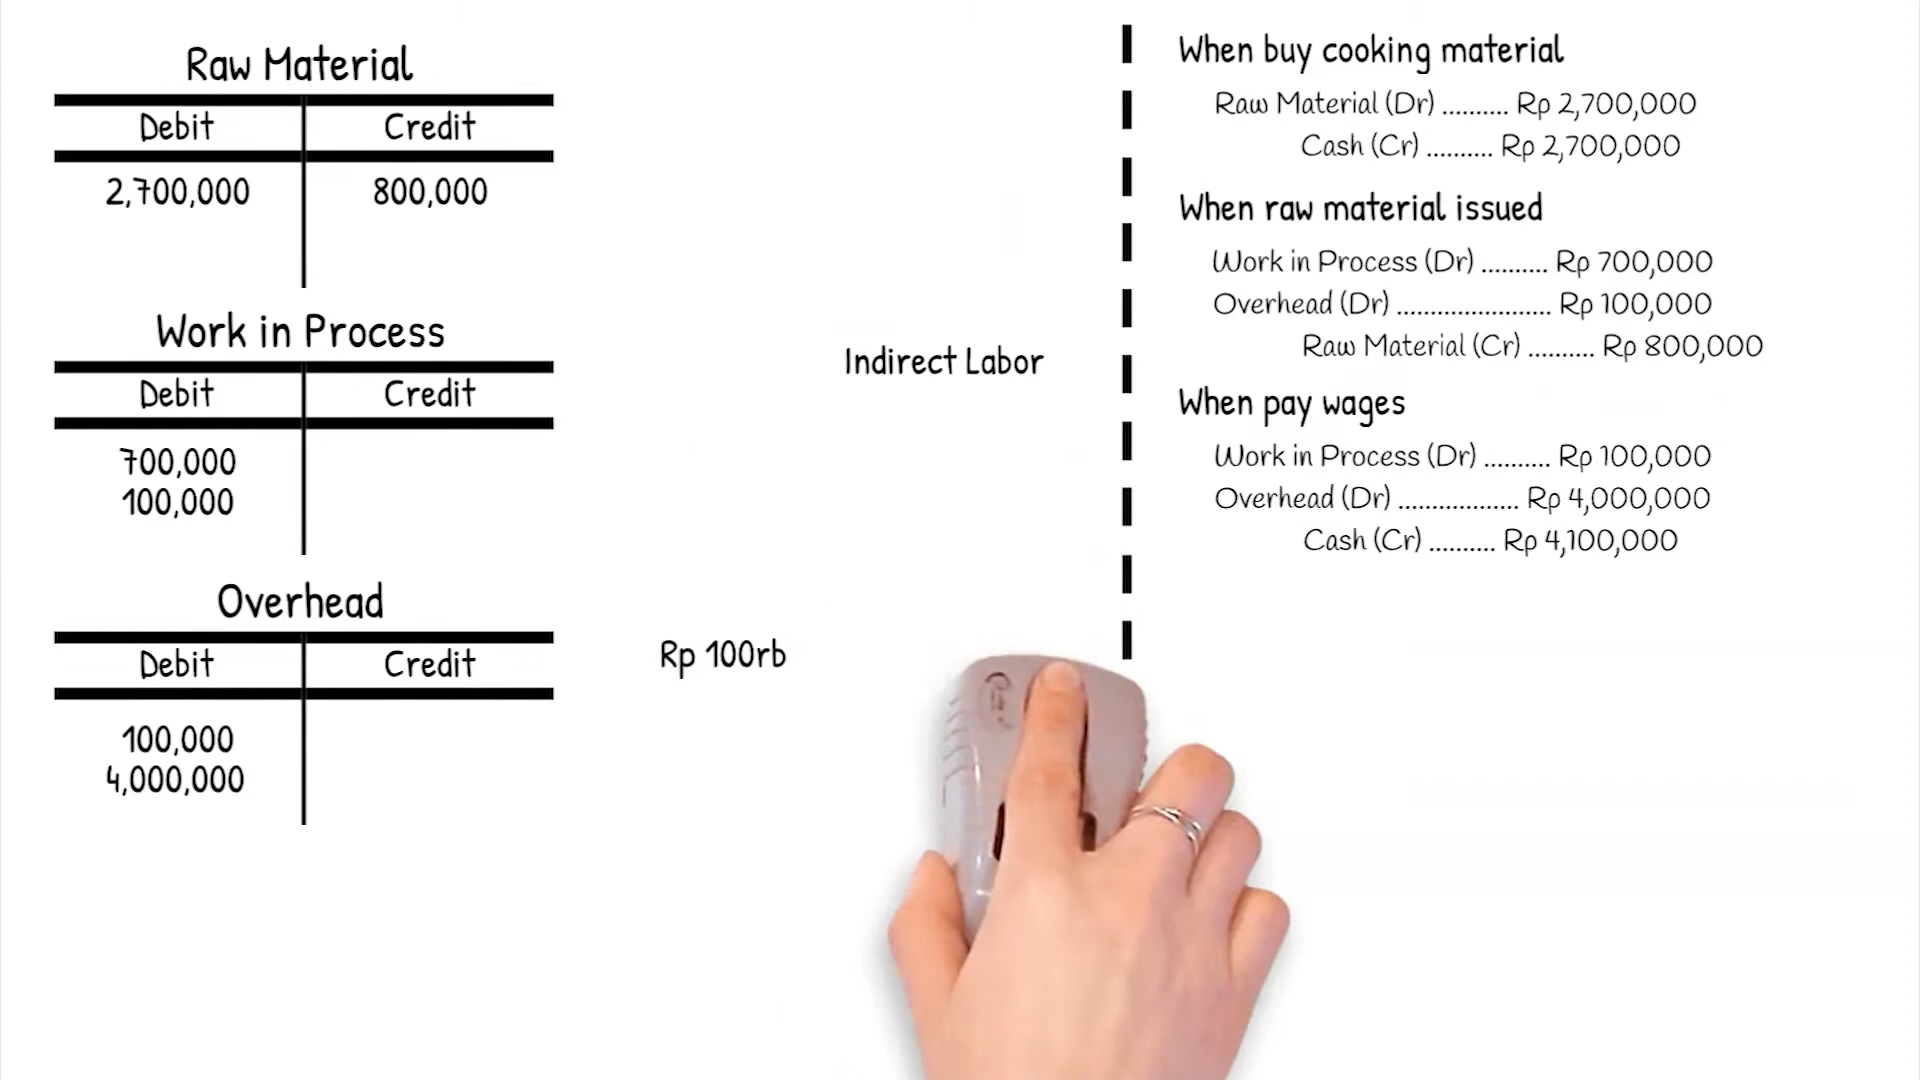 Raw Material
Debit Credit
2,700,000 800,000
Work in Process
Debit Credit
700,000
100,000
Overhead
Debit Credit
100,000
4,000,000
Indirect Labor
Rp 100rb
When buy cooking material
Raw Material (Dr) .......... Rp 2,700,000
Cash (Cr) .......... Rp 2,700,000
When raw material issued
Work in Process (Dr) .......... Rp 700,000
Overhead (Dr) ....................... Rp 100,000
Raw Material (Cr) .......... Rp 800,000
When pay wages
Work in Process (Dr) .......... Rp 100,000
Overhead (Dr) .................. Rp 4,000,000
Cash (Cr) .......... Rp 4,100,000